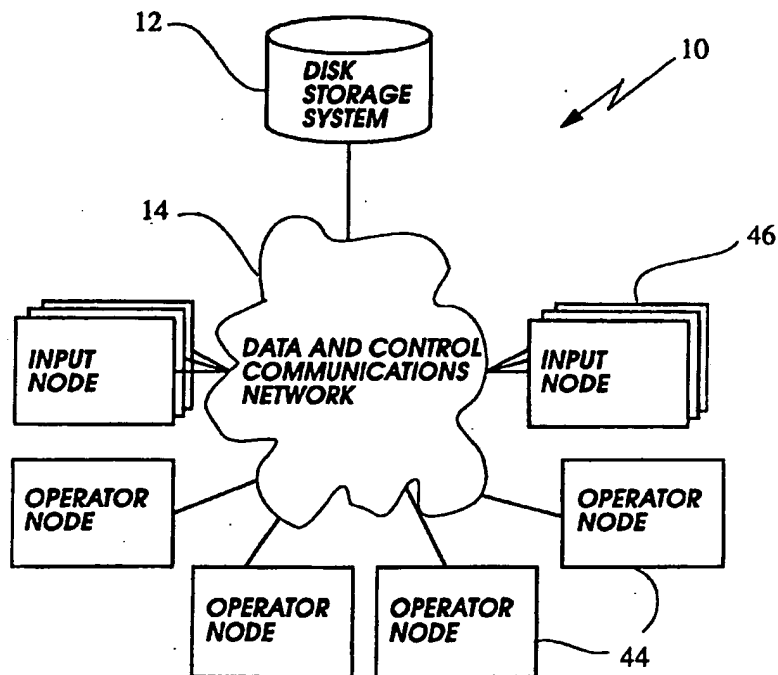 12
DISK
STORAGE
SYSTEM
10
14
46
INPUT
NODE
DATA AND CONTROL
COMMUNICATIONS
NETWORK
INPUT
NODE
OPERATOR
NODE
OPERATOR
NODE
OPERATOR
NODE
OPERATOR
NODE
44